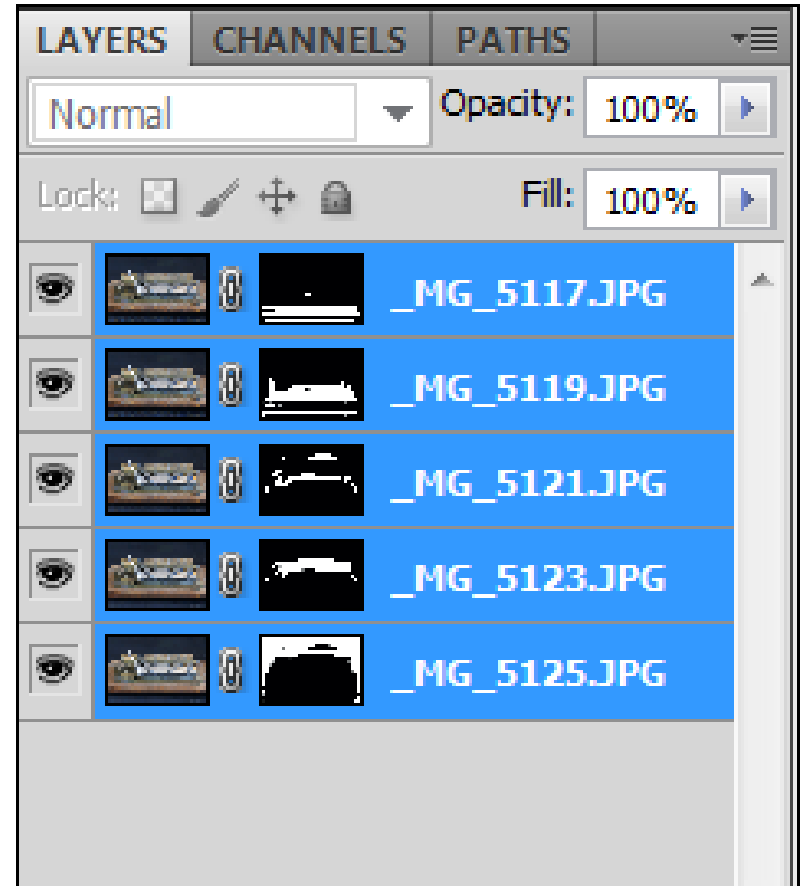 LAYERS CHANNELS PATHS
Normal Opacity: 100%
Lock: Fill: 100%
_MG_5117.JPG
_MG_5119.JPG
_MG_5121.JPG
_MG_5123.JPG
_MG_5125.JPG